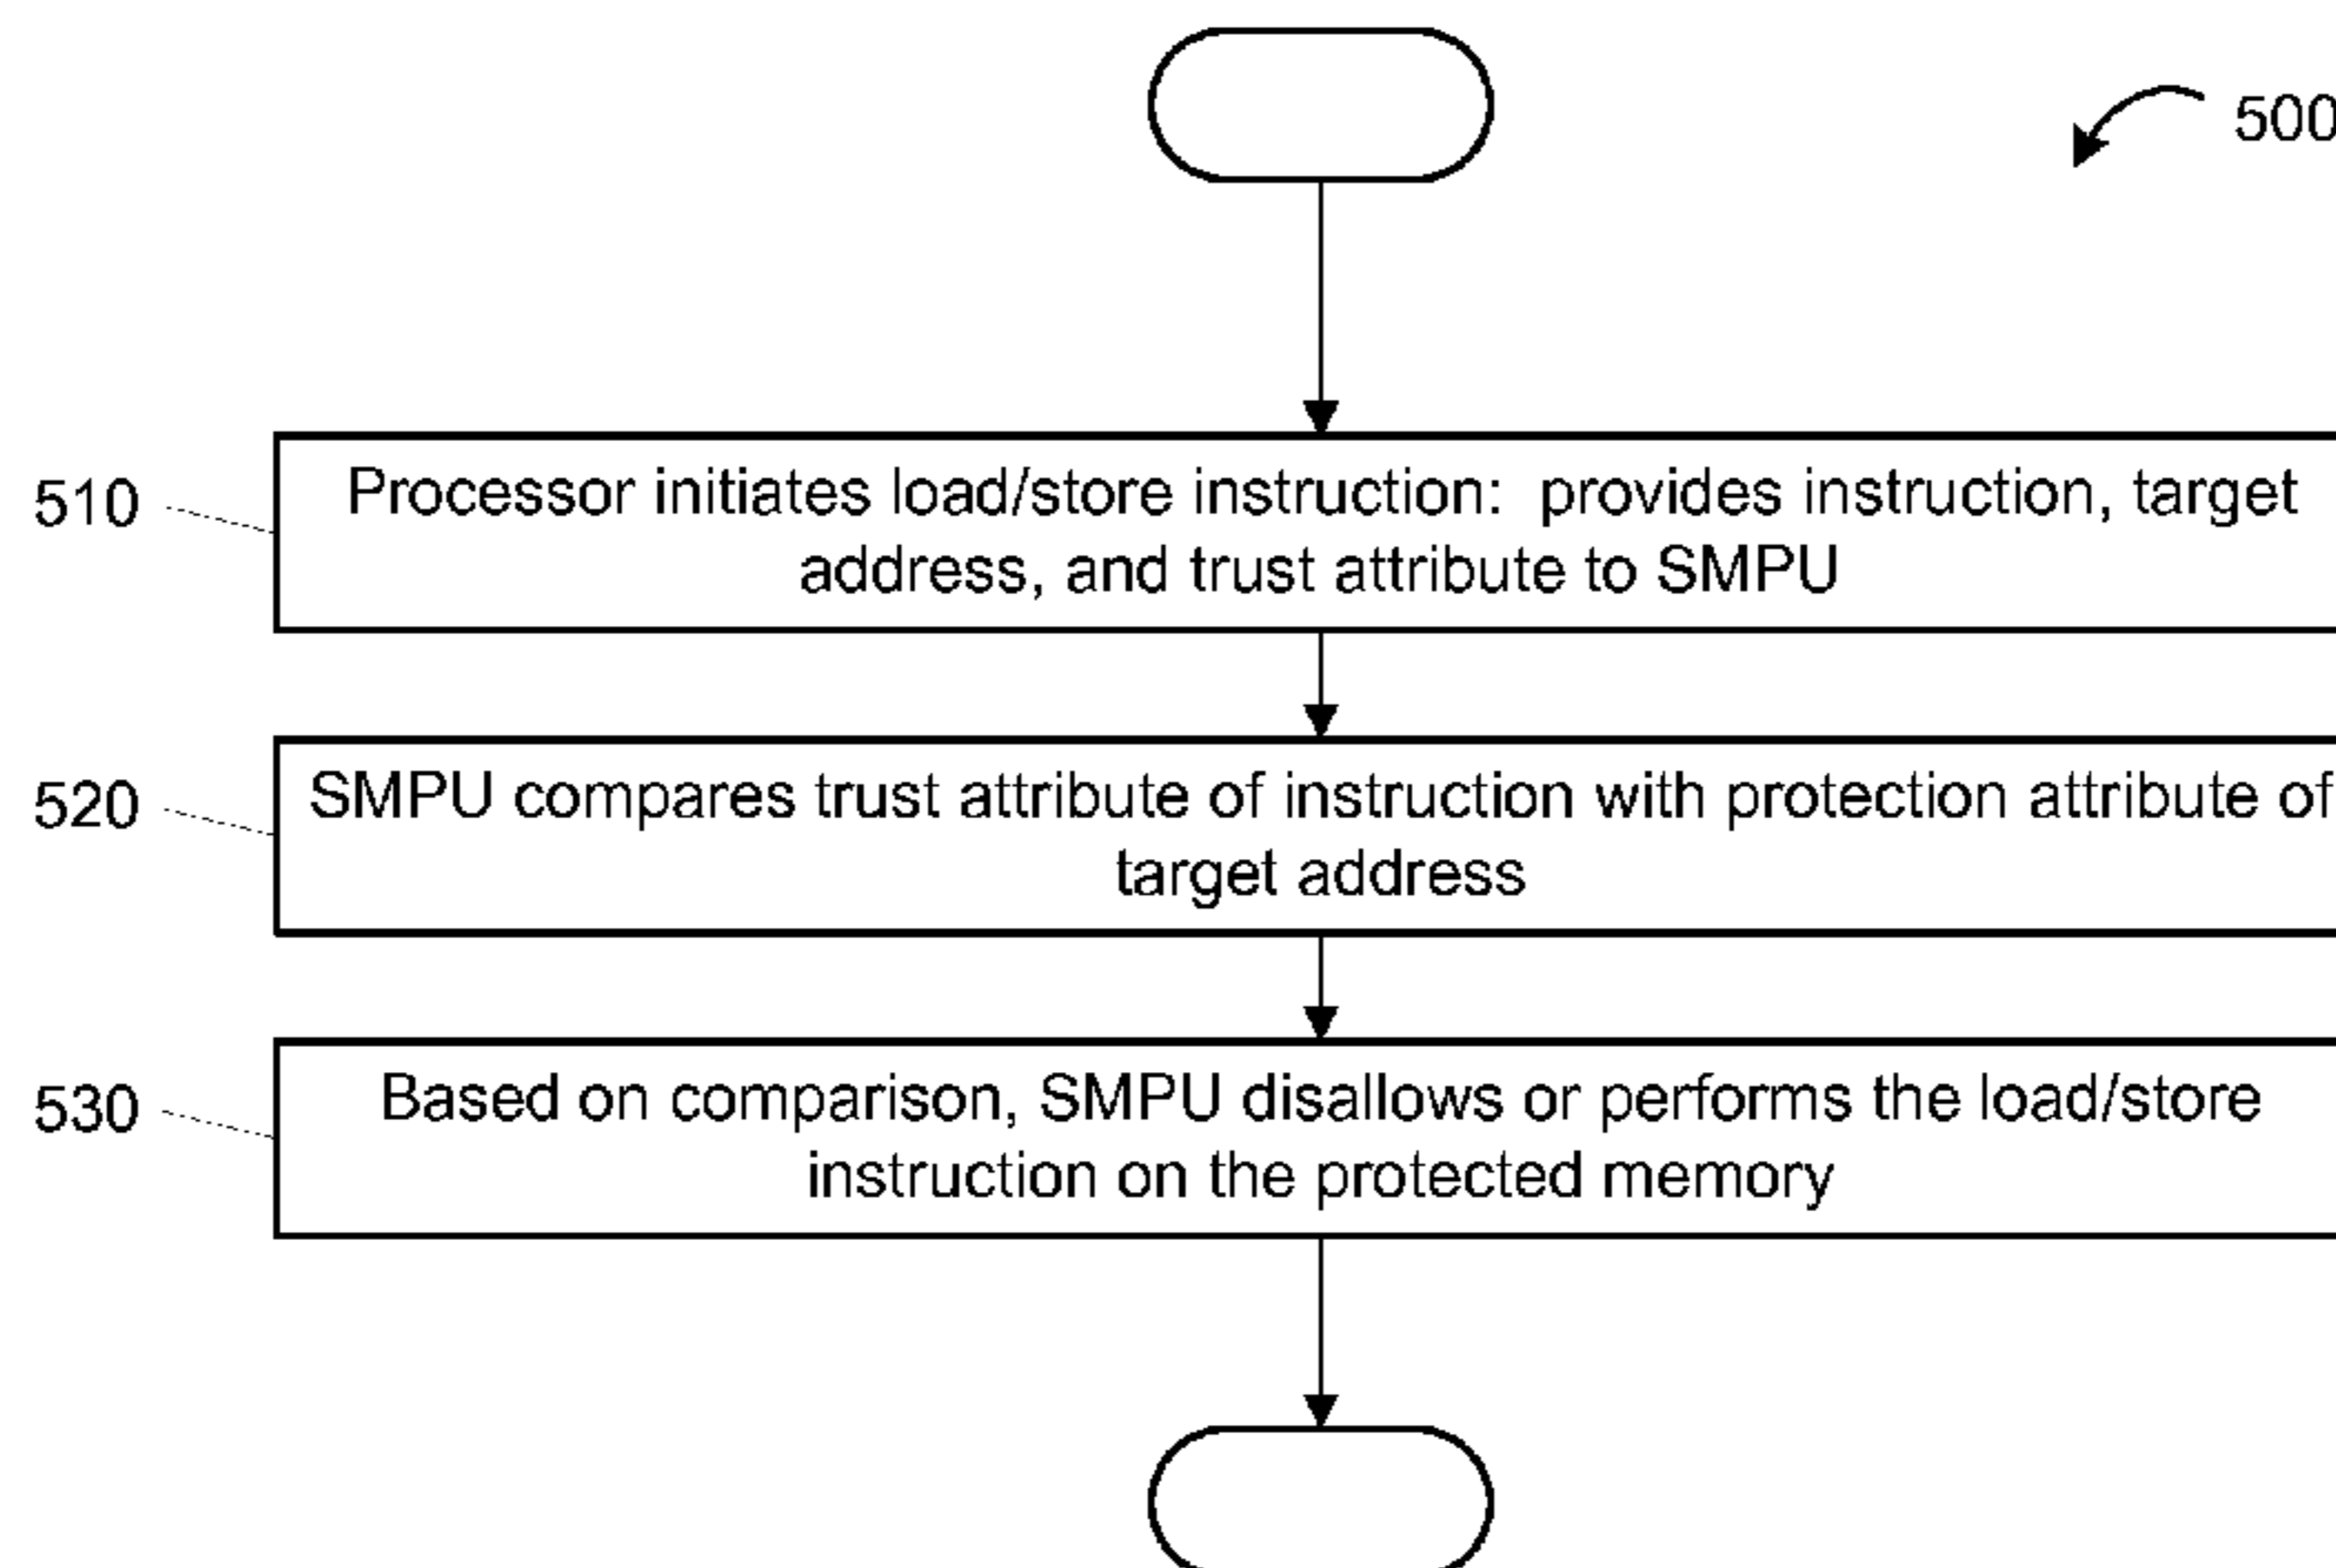 500
510
Processor initiates load/store instruction: provides instruction, target
address, and trust attribute to SMPU
520
SMPU compares trust attribute of instruction with protection attribute of
target address
530
Based on comparison, SMPU disallows or performs the load/store
instruction on the protected memory